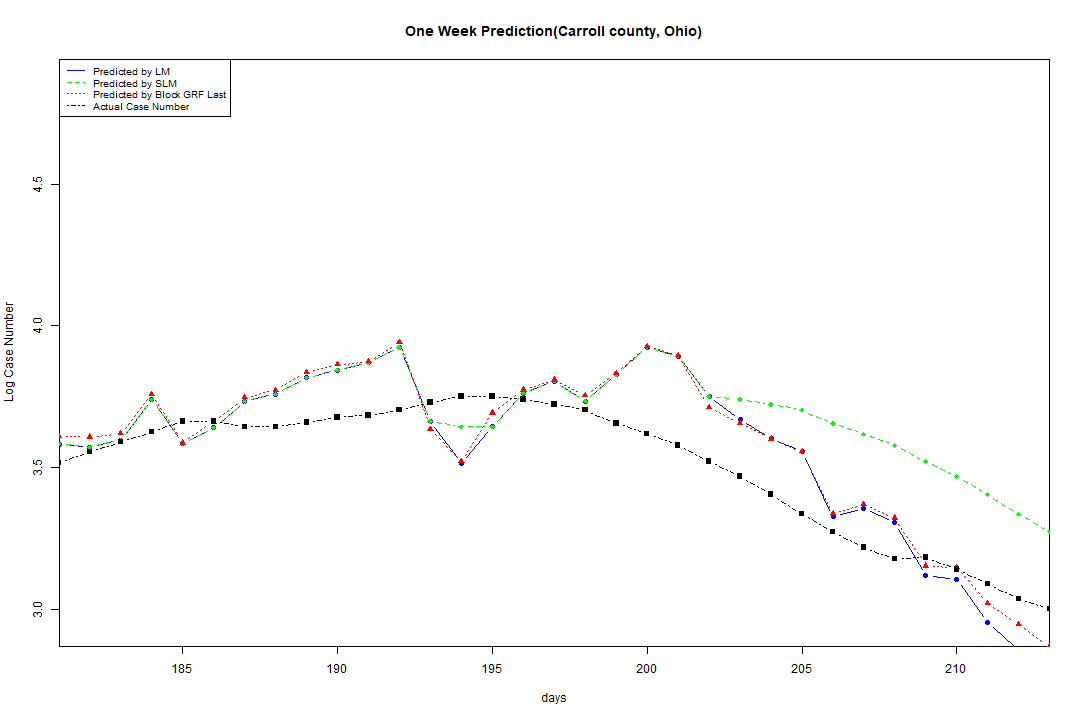 One Week Prediction(Carroll county, Ohio)
Predicted by LM
Predicted by SLM
Predicted by Block GRF Last
Actual Case Number
4.5
4.0
3.5
3.0
Log Case Number
185 190 195 200 205 210
days